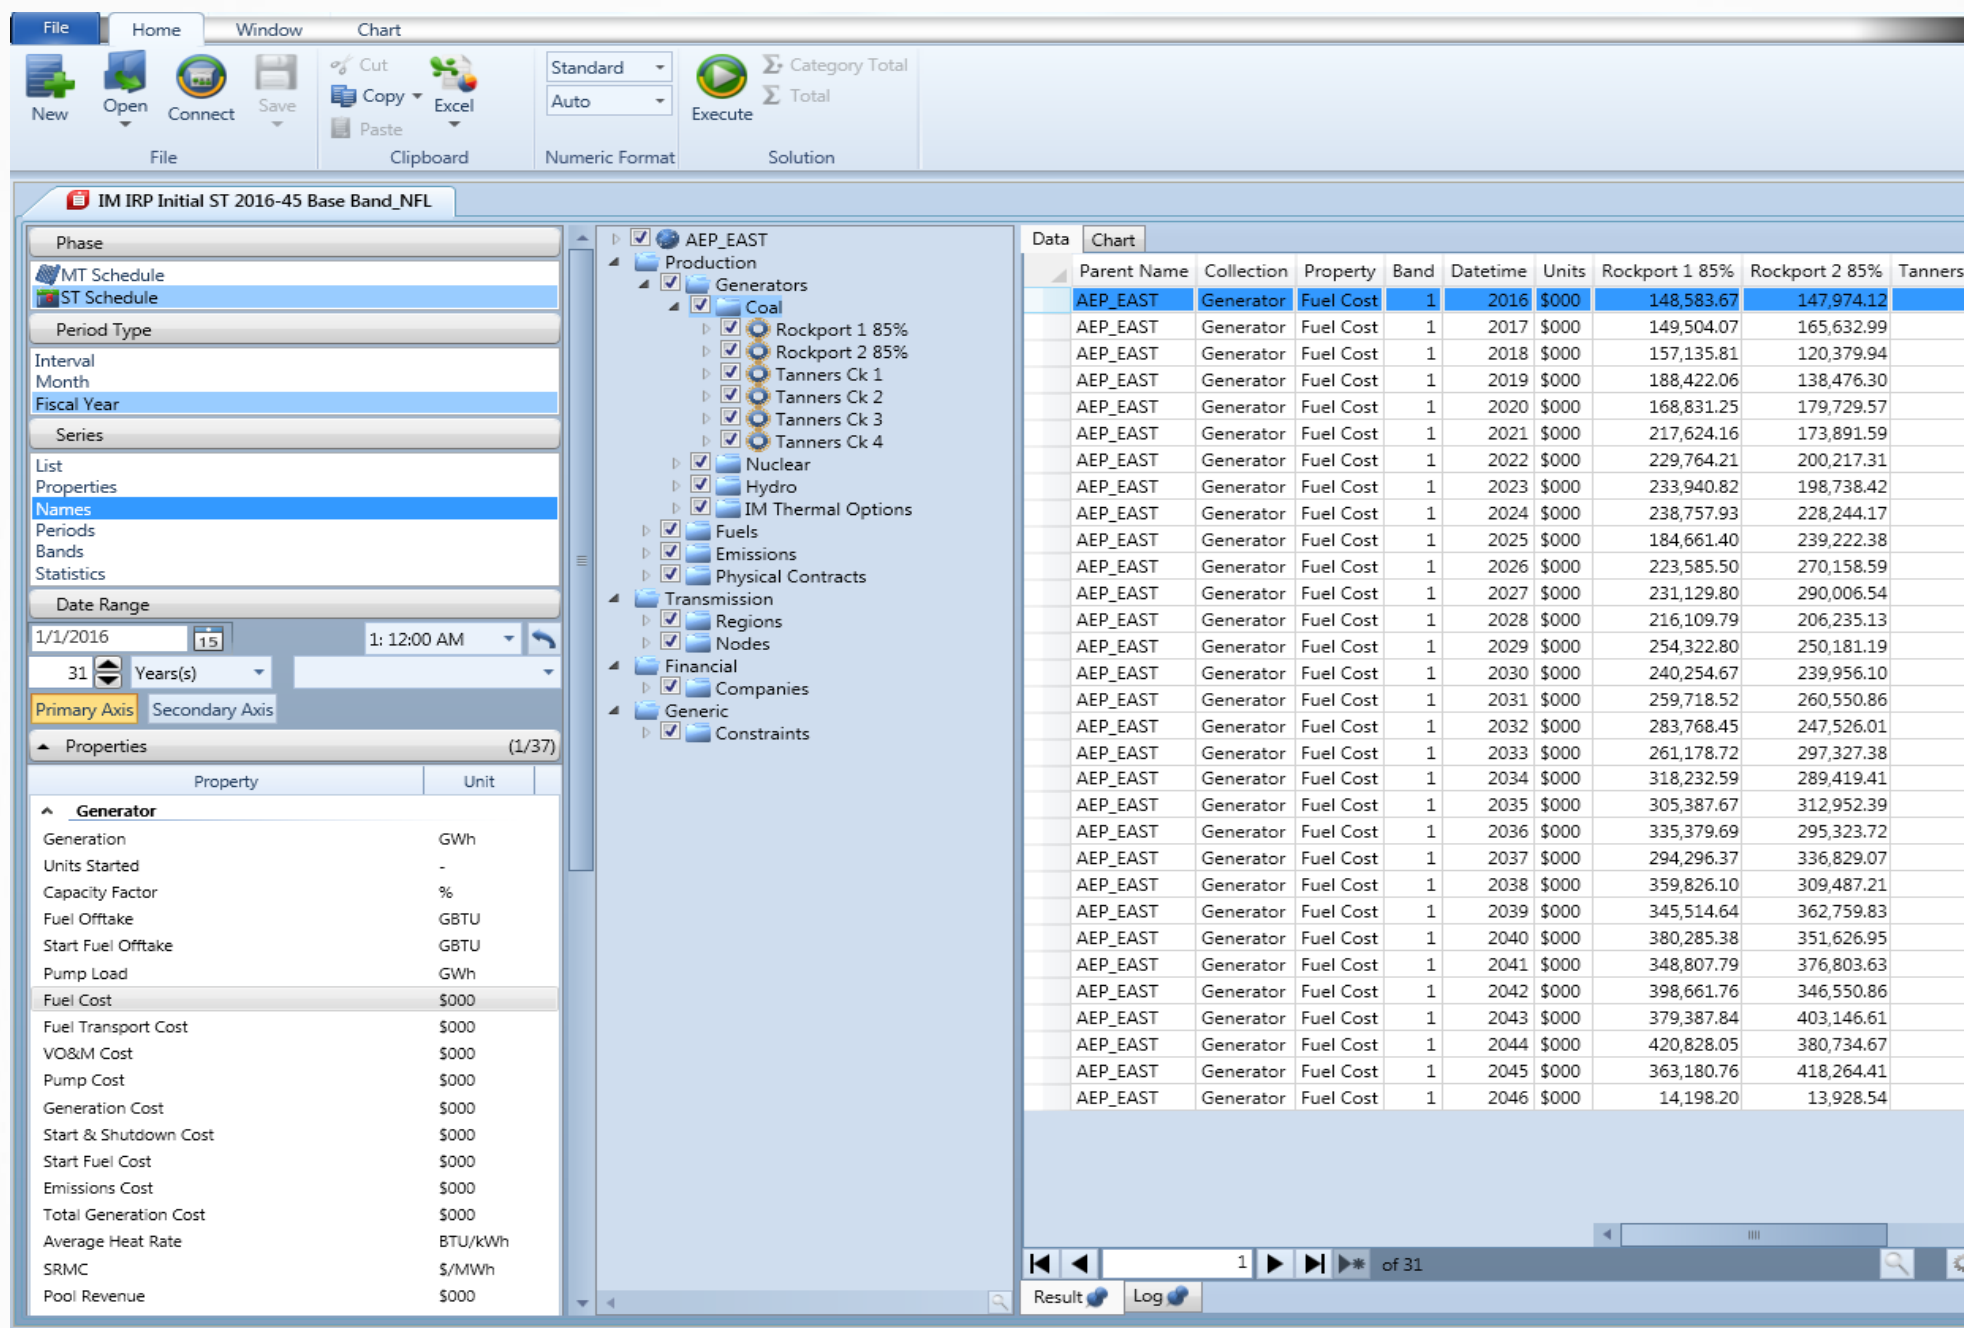 File Home Window Chart
New Open Connect Save Cut Copy Paste Excel
Standard
Auto
Execute Category Total
Total
File Clipboard Numeric Format Solution
IM IRP Initial ST 2016-45 Base Band_NFL
Phase
MT Schedule
ST Schedule
Period Type
Interval
Month
Fiscal Year
Series
List
Properties
Names
Periods
Bands
Statistics
Date Range
1/1/2016 15 1: 12:00 AM
31 Years(s)
Primary Axis Secondary Axis
Properties (1/37)
Property Unit
Generator
Generation GWh
Units Started -
Capacity Factor %
Fuel Offtake GBTU
Start Fuel Offtake GBTU
Pump Load GWh
Fuel Cost $000
Fuel Transport Cost $000
VO&M Cost $000
Pump Cost $000
Generation Cost $000
Start & Shutdown Cost $000
Start Fuel Cost $000
Emissions Cost $000
Total Generation Cost $000
Average Heat Rate BTU/kWh
SRMC $/MWh
Pool Revenue $000
AEP_EAST
Production
Generators
Coal
Rockport 1 85%
Rockport 2 85%
Tanners Ck 1
Tanners Ck 2
Tanners Ck 3
Tanners Ck 4
Nuclear
Hydro
IM Thermal Options
Fuels
Emissions
Physical Contracts
Transmission
Regions
Nodes
Financial
Companies
Generic
Constraints
Data Chart
Parent Name Collection Property Band Datetime Units Rockport 1 85% Rockport 2 85% Tanners
AEP_EAST Generator Fuel Cost 1 2016 $000 148,583.67 147,974.12
AEP_EAST Generator Fuel Cost 1 2017 $000 149,504.07 165,632.99
AEP_EAST Generator Fuel Cost 1 2018 $000 157,135.81 120,379.94
AEP_EAST Generator Fuel Cost 1 2019 $000 188,422.06 138,476.30
AEP_EAST Generator Fuel Cost 1 2020 $000 168,831.25 179,729.57
AEP_EAST Generator Fuel Cost 1 2021 $000 217,624.16 173,891.59
AEP_EAST Generator Fuel Cost 1 2022 $000 229,764.21 200,217.31
AEP_EAST Generator Fuel Cost 1 2023 $000 233,940.82 198,738.42
AEP_EAST Generator Fuel Cost 1 2024 $000 238,757.93 228,244.17
AEP_EAST Generator Fuel Cost 1 2025 $000 184,661.40 239,222.38
AEP_EAST Generator Fuel Cost 1 2026 $000 223,585.50 270,158.59
AEP_EAST Generator Fuel Cost 1 2027 $000 231,129.80 290,006.54
AEP_EAST Generator Fuel Cost 1 2028 $000 216,109.79 206,235.13
AEP_EAST Generator Fuel Cost 1 2029 $000 254,322.80 250,181.19
AEP_EAST Generator Fuel Cost 1 2030 $000 240,254.67 239,956.10
AEP_EAST Generator Fuel Cost 1 2031 $000 259,718.52 260,550.86
AEP_EAST Generator Fuel Cost 1 2032 $000 283,768.45 247,526.01
AEP_EAST Generator Fuel Cost 1 2033 $000 261,178.72 297,327.38
AEP_EAST Generator Fuel Cost 1 2034 $000 318,232.59 289,419.41
AEP_EAST Generator Fuel Cost 1 2035 $000 305,387.67 312,952.39
AEP_EAST Generator Fuel Cost 1 2036 $000 335,379.69 295,323.72
AEP_EAST Generator Fuel Cost 1 2037 $000 294,296.37 336,829.07
AEP_EAST Generator Fuel Cost 1 2038 $000 359,826.10 309,487.21
AEP_EAST Generator Fuel Cost 1 2039 $000 345,514.64 362,759.83
AEP_EAST Generator Fuel Cost 1 2040 $000 380,285.38 351,626.95
AEP_EAST Generator Fuel Cost 1 2041 $000 348,807.79 376,803.63
AEP_EAST Generator Fuel Cost 1 2042 $000 398,661.76 346,550.86
AEP_EAST Generator Fuel Cost 1 2043 $000 379,387.84 403,146.61
AEP_EAST Generator Fuel Cost 1 2044 $000 420,828.05 380,734.67
AEP_EAST Generator Fuel Cost 1 2045 $000 363,180.76 418,264.41
AEP_EAST Generator Fuel Cost 1 2046 $000 14,198.20 13,928.54
1 of 31
Result Log